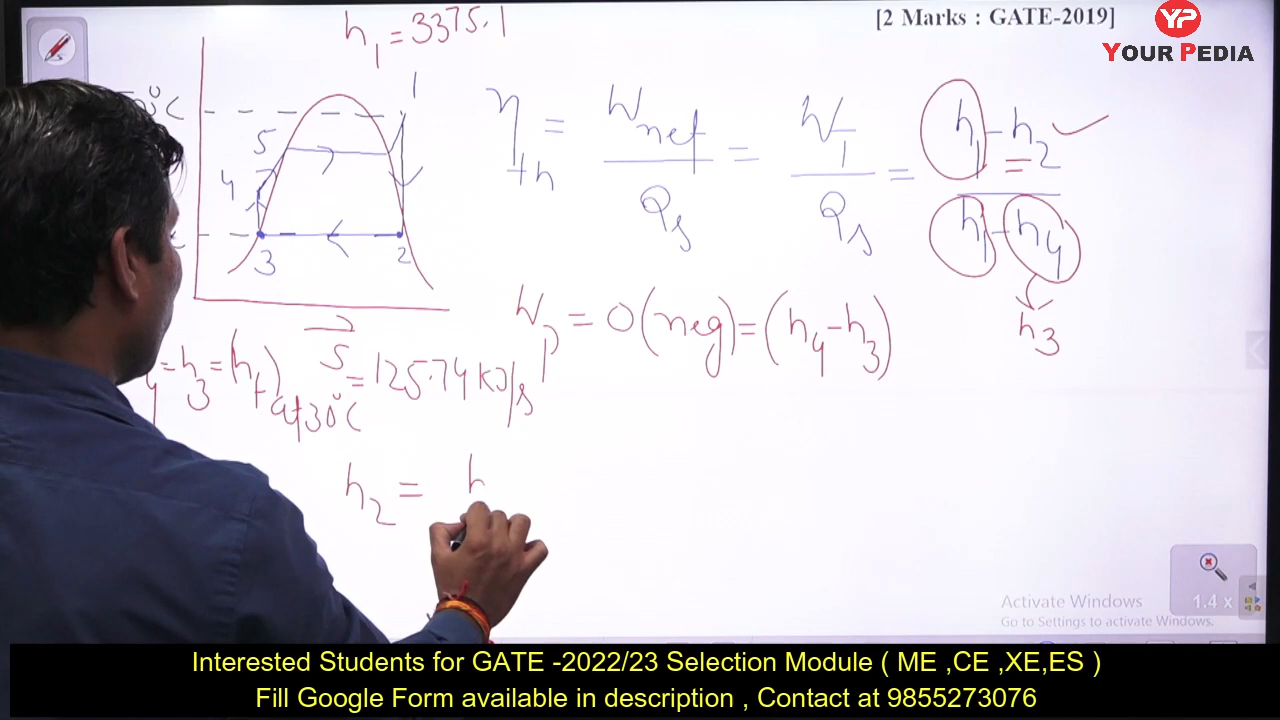 [2 Marks : GATE-2019]
YP
YOUR PEDIA
h1 = 3375.1
0°C
1
5
4
3
2
S
ηth = Wnet/Qs = WT/Qs = h1-h2/h1-h4
h3
Wp = 0 (neg) = (h4-h3)
4 = h3 = (hf)at 30°C = 125.74 KJ/s
h2 = h
1.4 x
Activate Windows
Go to Settings to activate Windows.
Interested Students for GATE -2022/23 Selection Module ( ME ,CE ,XE,ES )
Fill Google Form available in description , Contact at 9855273076